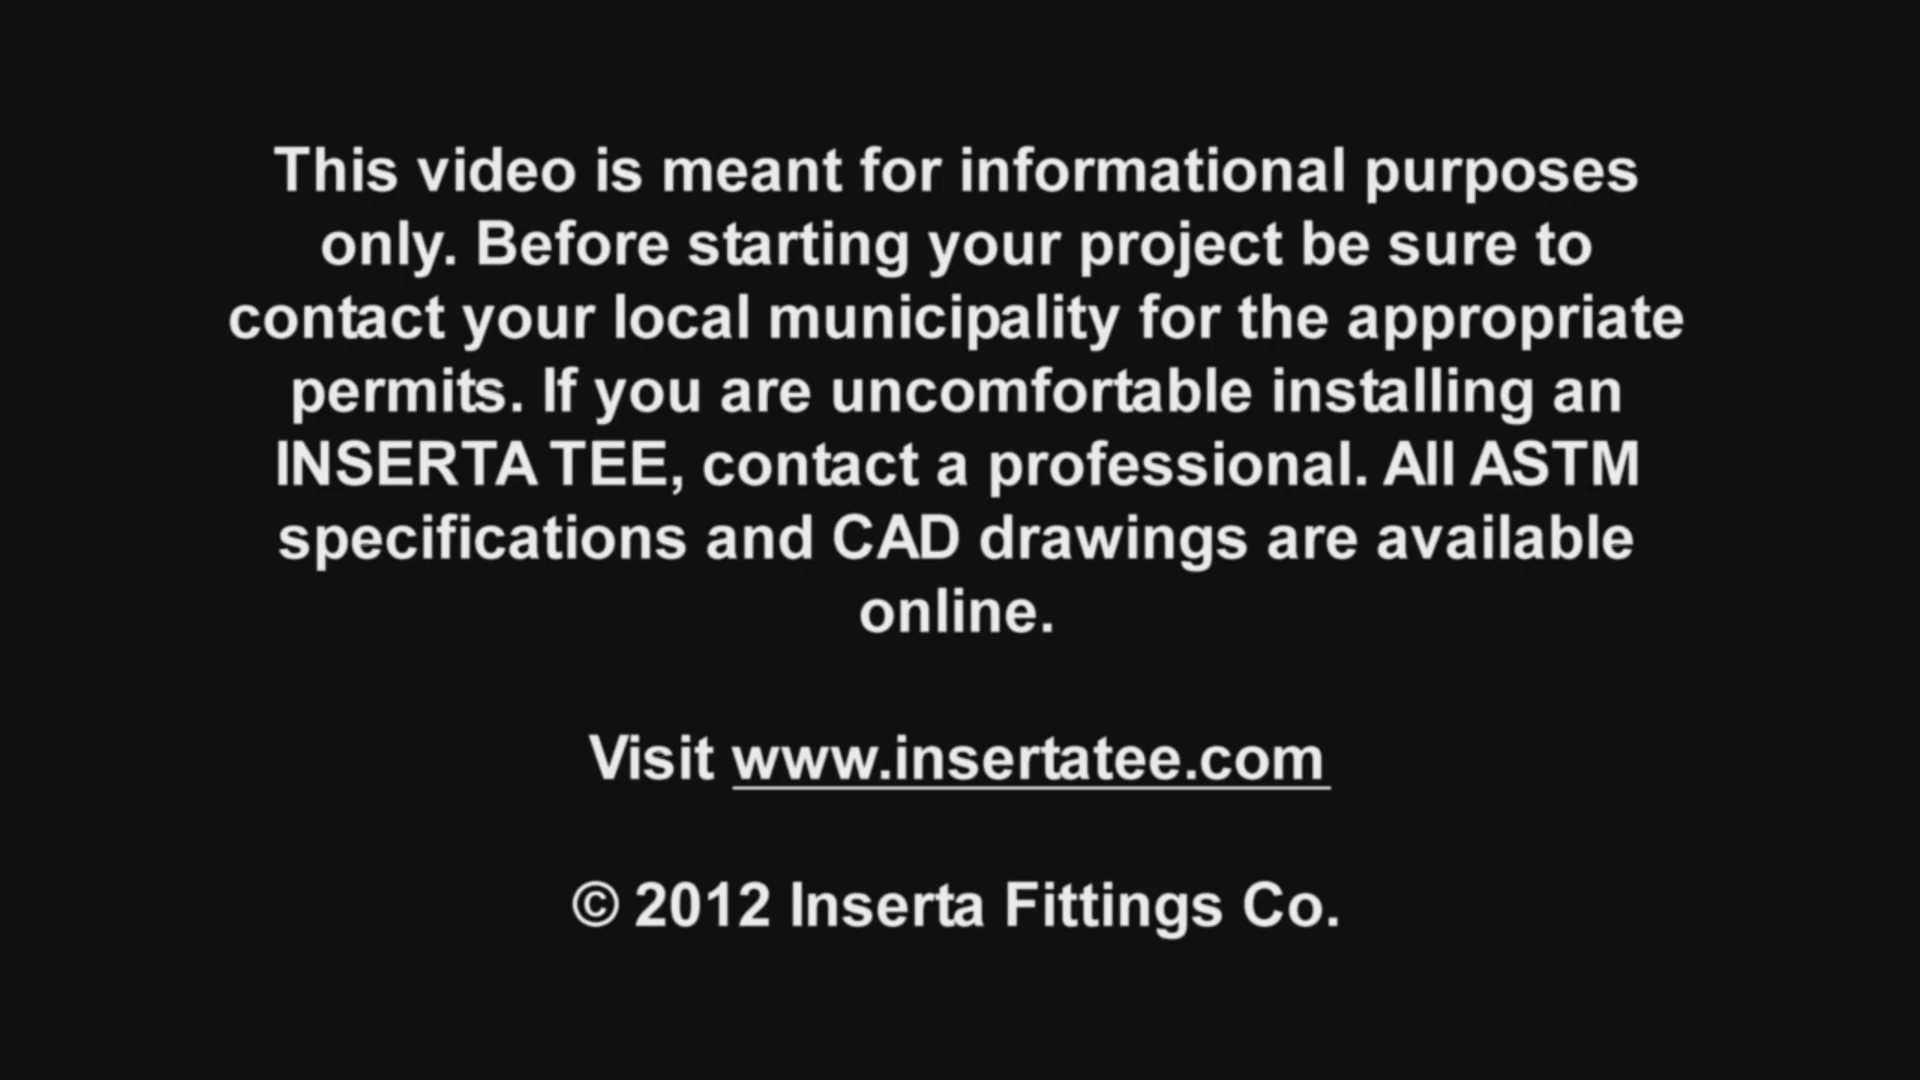 This video is meant for informational purposes
only. Before starting your project be sure to
contact your local municipality for the appropriate
permits. If you are uncomfortable installing an
INSERTA TEE, contact a professional. All ASTM
specifications and CAD drawings are available
online.
Visit www.insertatee.com
© 2012 Inserta Fittings Co.